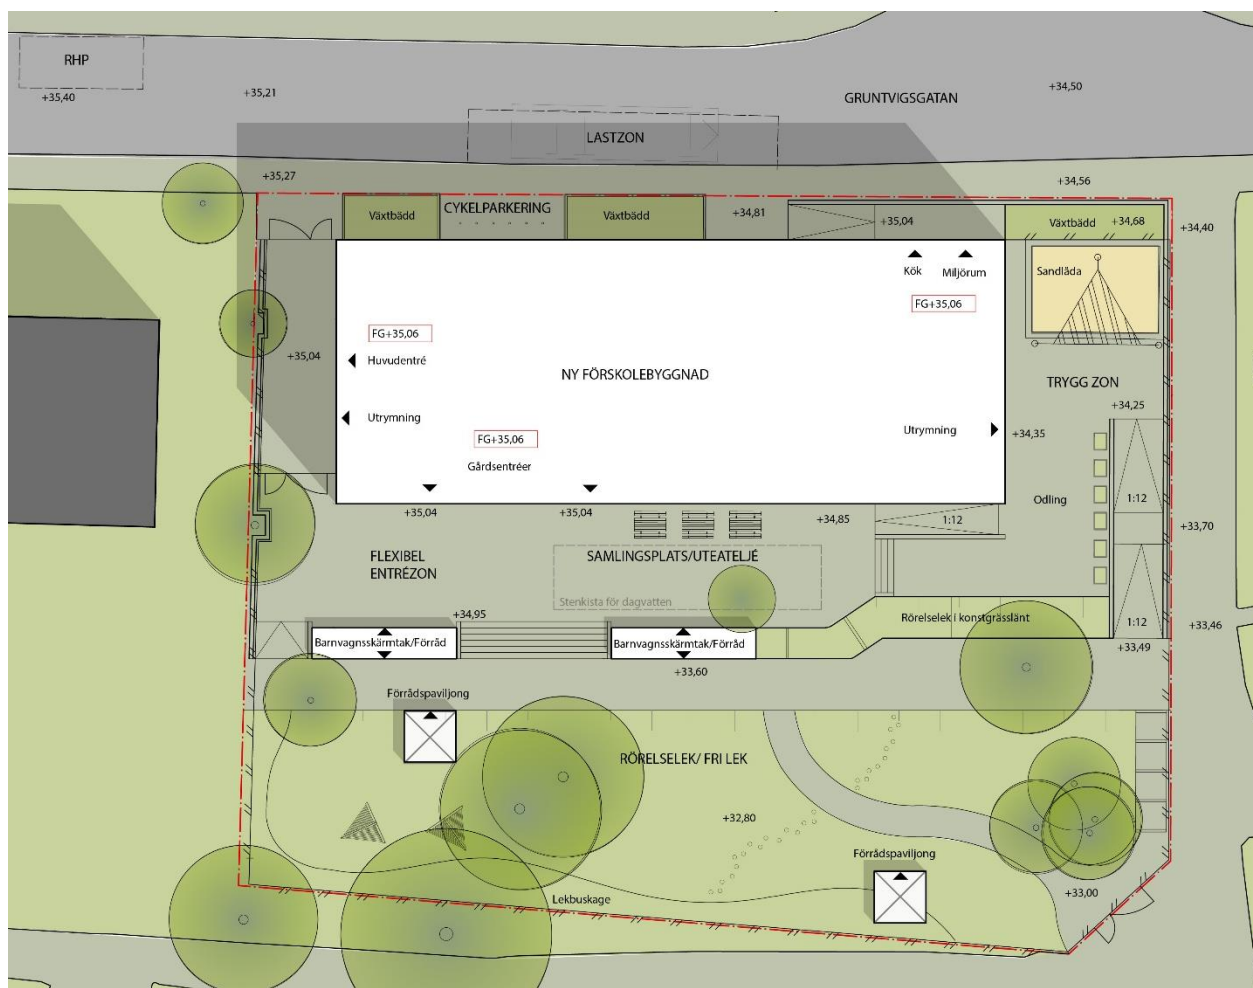 RHP
+35,40
+35,21
GRUNTVIGSGATAN
+34,50
LASTZON
+35,27
+34,56
Växtbädd
CYKELPARKERING
Växtbädd
+34,81
+35,04
Växtbädd
+34,68
+34,40
Kök
Miljörum
Sandlåda
FG+35,06
FG+35,06
+35,04
Huvudentré
NY FÖRSKOLEBYGGNAD
TRYGG ZON
+34,25
Utrymning
Utrymning
+34,35
FG+35,06
Gårdsentréer
Odling
1:12
+35,04
+35,04
+34,85
1:12
+33,70
FLEXIBEL
ENTRÉZON
SAMLINGSPLATS/UTEATELJÉ
Stenkista för dagvatten
+34,95
Rörelselek i konstgrässlänt
1:12
+33,46
Barnvagnsskärmtak/Förråd
Barnvagnsskärmtak/Förråd
+33,49
+33,60
Förrådspaviljong
RÖRELSELEK/ FRI LEK
+32,80
Förrådspaviljong
+33,00
Lekbuskage